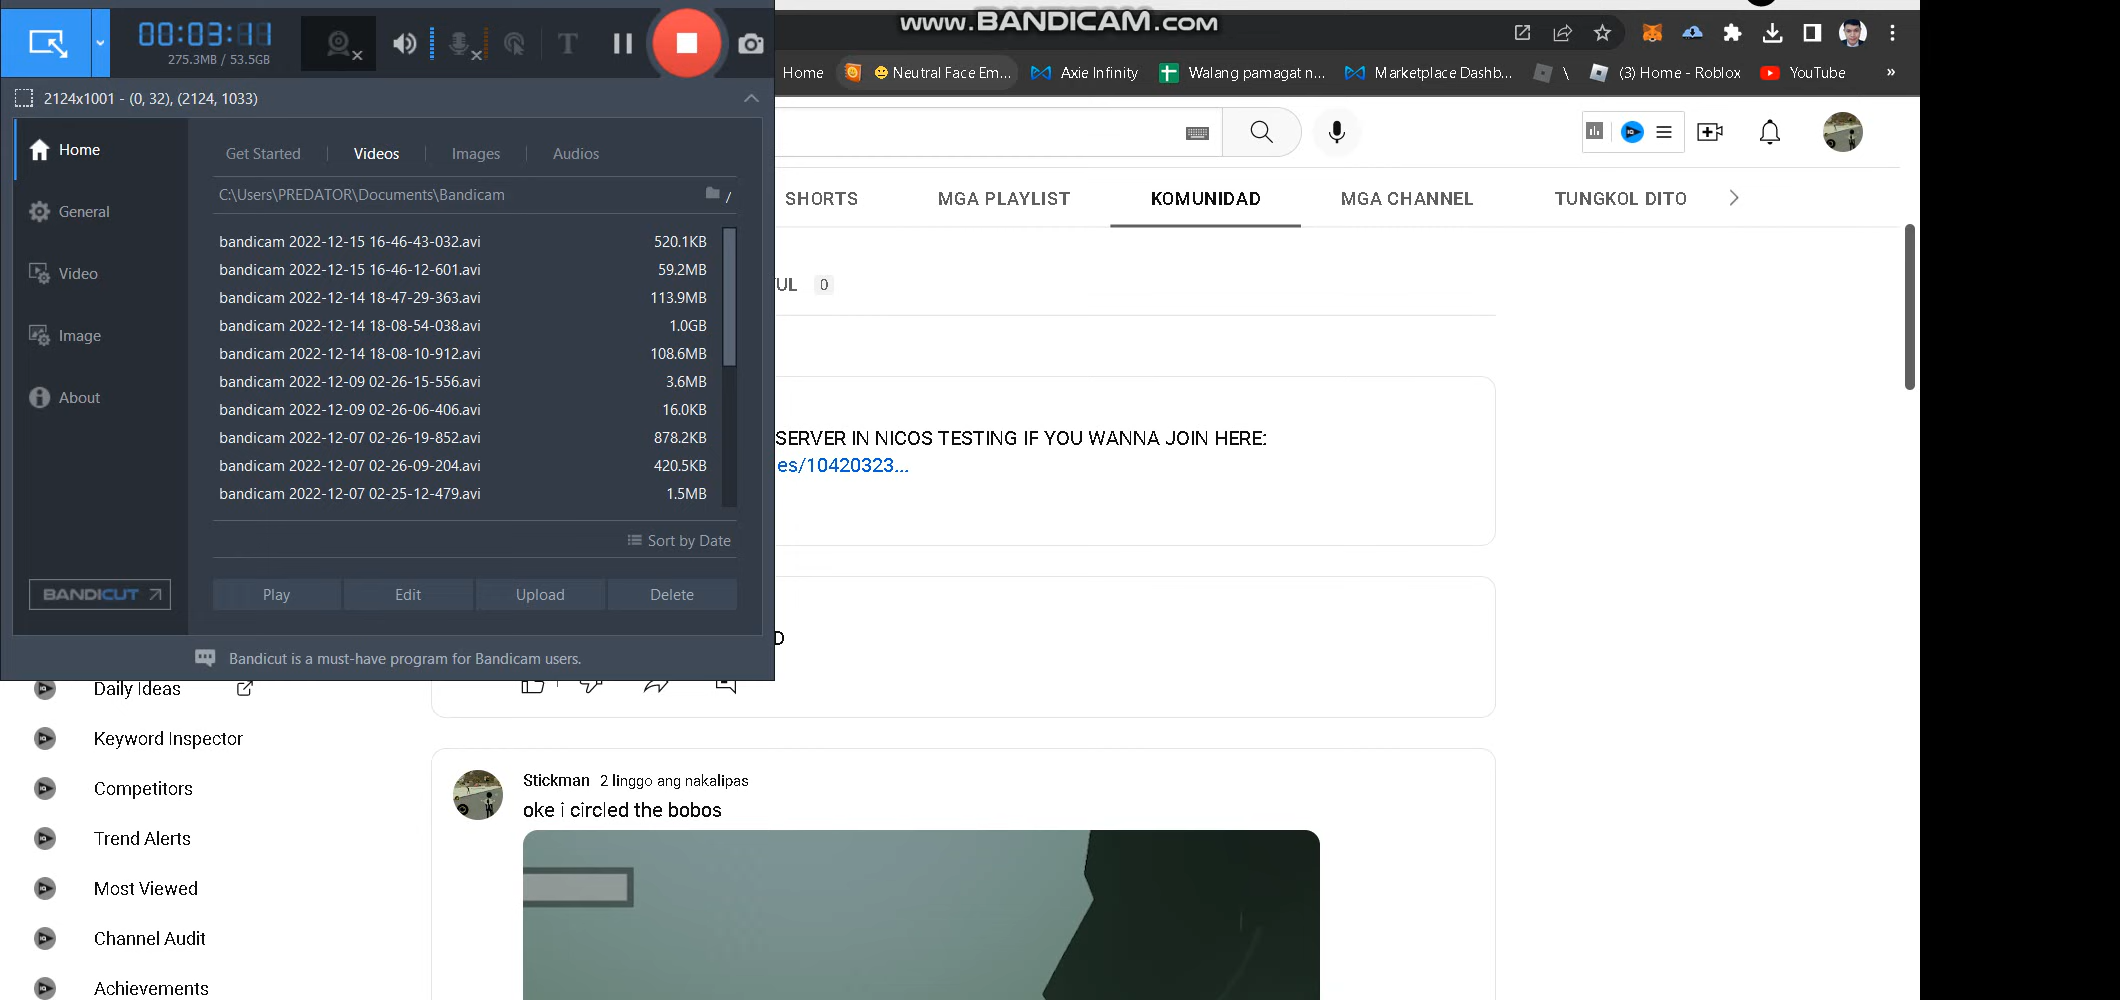 00:03:11
275.3MB / 53.5GB
www.BANDICAM.com
T
Home
Neutral Face Em...
Axie Infinity
Walang pamagat n...
Marketplace Dashb...
\
(3) Home - Roblox
YouTube
»
2124x1001 - (0, 32), (2124, 1033)
Home
General
Video
Image
About
BANDICUT
Get Started
Videos
Images
Audios
C:\Users\PREDATOR\Documents\Bandicam
/
bandicam 2022-12-15 16-46-43-032.avi 520.1KB
bandicam 2022-12-15 16-46-12-601.avi 59.2MB
bandicam 2022-12-14 18-47-29-363.avi 113.9MB
bandicam 2022-12-14 18-08-54-038.avi 1.0GB
bandicam 2022-12-14 18-08-10-912.avi 108.6MB
bandicam 2022-12-09 02-26-15-556.avi 3.6MB
bandicam 2022-12-09 02-26-06-406.avi 16.0KB
bandicam 2022-12-07 02-26-19-852.avi 878.2KB
bandicam 2022-12-07 02-26-09-204.avi 420.5KB
bandicam 2022-12-07 02-25-12-479.avi 1.5MB
Sort by Date
Play
Edit
Upload
Delete
Bandicut is a must-have program for Bandicam users.
SHORTS
MGA PLAYLIST
KOMUNIDAD
MGA CHANNEL
TUNGKOL DITO
UL 0
SERVER IN NICOS TESTING IF YOU WANNA JOIN HERE:
es/10420323...
Daily Ideas
Keyword Inspector
Competitors
Trend Alerts
Most Viewed
Channel Audit
Achievements
Stickman 2 linggo ang nakalipas
oke i circled the bobos